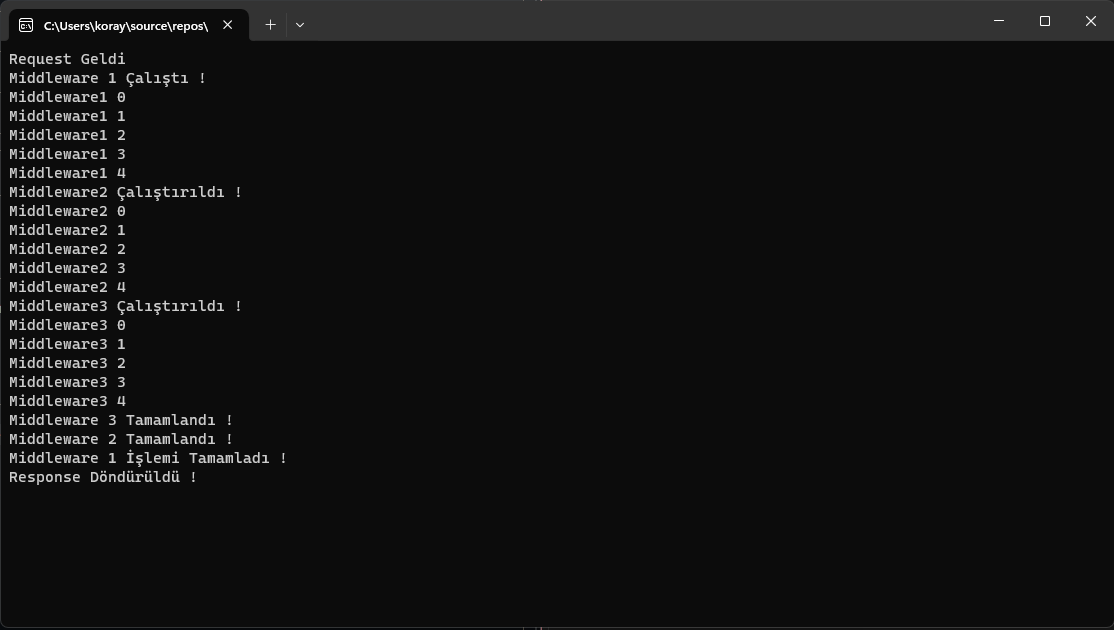 C:\Users\koray\source\repos\
Request Geldi
Middleware 1 Çalıştı !
Middleware1 0
Middleware1 1
Middleware1 2
Middleware1 3
Middleware1 4
Middleware2 Çalıştırıldı !
Middleware2 0
Middleware2 1
Middleware2 2
Middleware2 3
Middleware2 4
Middleware3 Çalıştırıldı !
Middleware3 0
Middleware3 1
Middleware3 2
Middleware3 3
Middleware3 4
Middleware 3 Tamamlandı !
Middleware 2 Tamamlandı !
Middleware 1 İşlemi Tamamladı !
Response Döndürüldü !